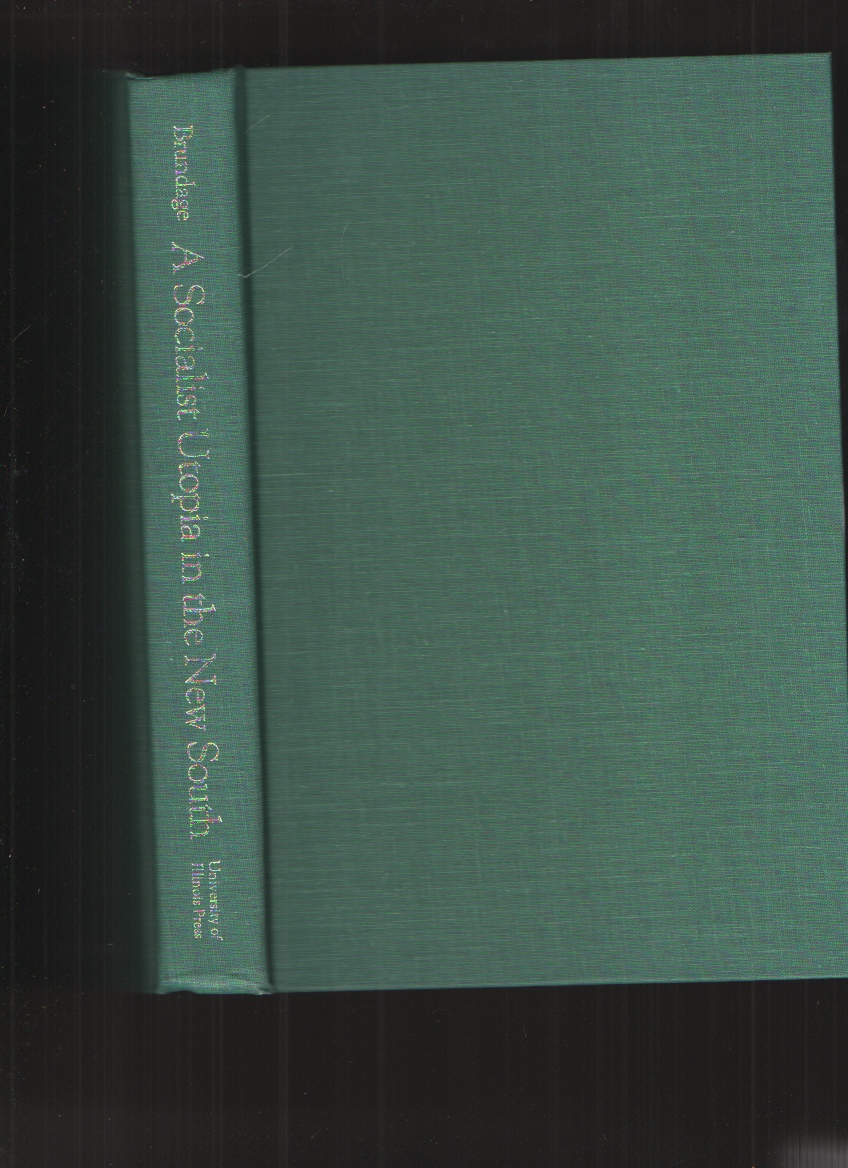 Brundage
A Socialist Utopia in the New South
University of
Illinois Press